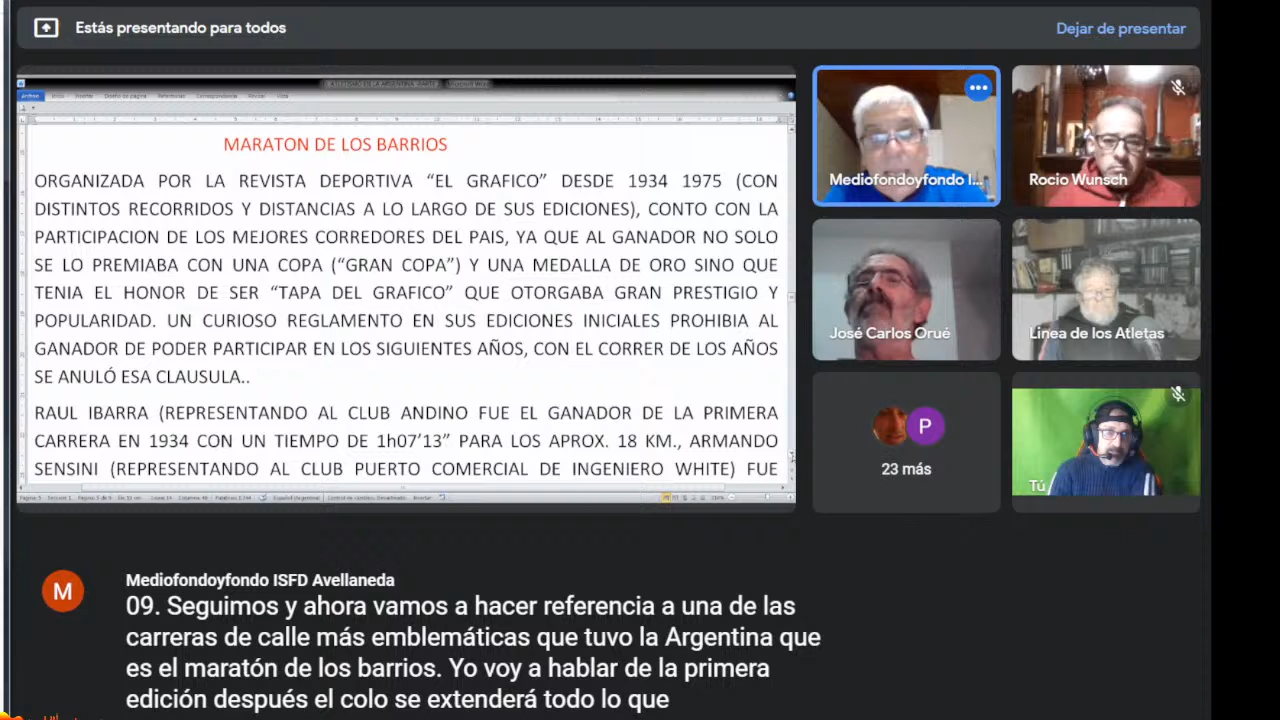 Estás presentando para todos
Dejar de presentar
Archivo
MARATON DE LOS BARRIOS
ORGANIZADA POR LA REVISTA DEPORTIVA “EL GRAFICO” DESDE 1934 1975 (CON
DISTINTOS RECORRIDOS Y DISTANCIAS A LO LARGO DE SUS EDICIONES), CONTO CON LA
PARTICIPACION DE LOS MEJORES CORREDORES DEL PAIS, YA QUE AL GANADOR NO SOLO
SE LO PREMIABA CON UNA COPA (“GRAN COPA”) Y UNA MEDALLA DE ORO SINO QUE
TENIA EL HONOR DE SER “TAPA DEL GRAFICO” QUE OTORGABA GRAN PRESTIGIO Y
POPULARIDAD. UN CURIOSO REGLAMENTO EN SUS EDICIONES INICIALES PROHIBIA AL
GANADOR DE PODER PARTICIPAR EN LOS SIGUIENTES AÑOS, CON EL CORRER DE LOS AÑOS
SE ANULÓ ESA CLAUSULA..
RAUL IBARRA (REPRESENTANDO AL CLUB ANDINO FUE EL GANADOR DE LA PRIMERA
CARRERA EN 1934 CON UN TIEMPO DE 1h07’13” PARA LOS APROX. 18 KM., ARMANDO
SENSINI (REPRESENTANDO AL CLUB PUERTO COMERCIAL DE INGENIERO WHITE) FUE
Mediofondoyfondo I...
Rocio Wunsch
José Carlos Orué
Linea de los Atletas
P
23 más
Tú
M
Mediofondoyfondo ISFD Avellaneda
09. Seguimos y ahora vamos a hacer referencia a una de las
carreras de calle más emblemáticas que tuvo la Argentina que
es el maratón de los barrios. Yo voy a hablar de la primera
edición después el colo se extenderá todo lo que